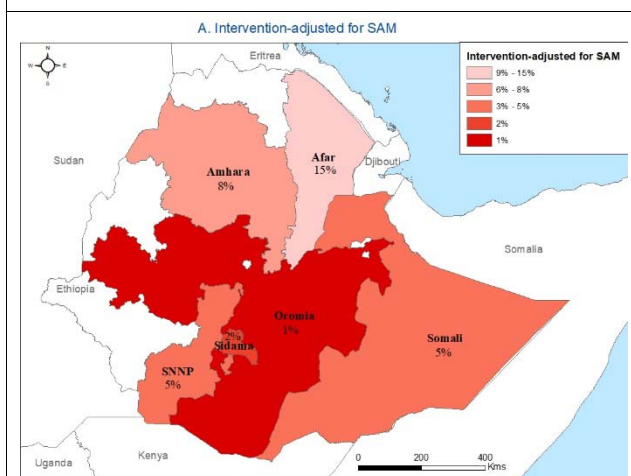 A. Intervention-adjusted for SAM
N
W E
S
Eritrea
Intervention-adjusted for SAM
9% - 15%
6% - 8%
3% - 5%
2%
1%
Sudan
Afar
15%
Djibouti
Amhara
8%
Somalia
Ethiopia
Oromia
1%
2%
Sidama
Somali
5%
SNNP
5%
Uganda
Kenya
0 200 400
Kms